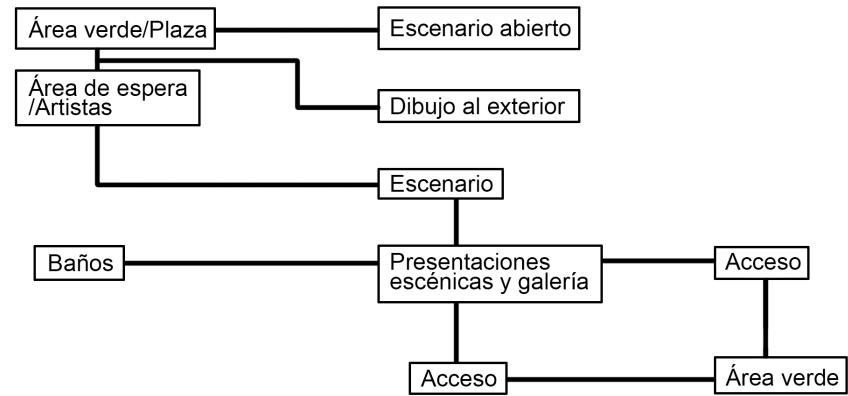 Área verde/Plaza
Escenario abierto
Área de espera
/Artistas
Dibujo al exterior
Escenario
Baños
Presentaciones
escénicas y galería
Acceso
Acceso
Área verde